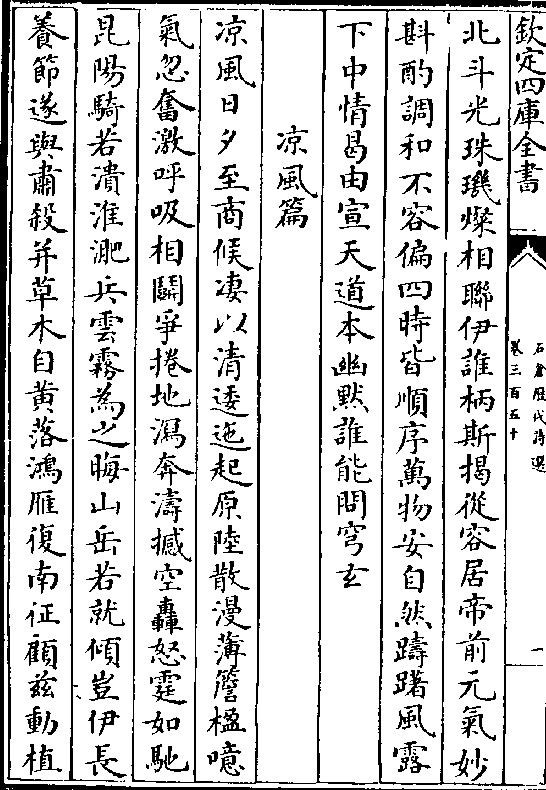 欽定四庫全書
石倉歷代詩選
卷三百五十
一
北斗光珠璣燦相聯伊誰柄斯揭從容居帝前元氣妙
斟酌調和不容偏四時皆順序萬物安自然躊躇風露
下中情曷由宣天道本幽默誰能問穹玄
凉風篇
凉風日夕至商候凄以清逶迤起原陸散漫薄簷楹噫
氣忽奮激呼吸相鬭爭捲地瀉奔濤撼空轟怒霆如馳
昆陽騎若潰淮淝兵雲霧為之晦山岳若就傾豈伊長
養節遂與肅殺并草木自黄落鴻雁復南征顧兹動植